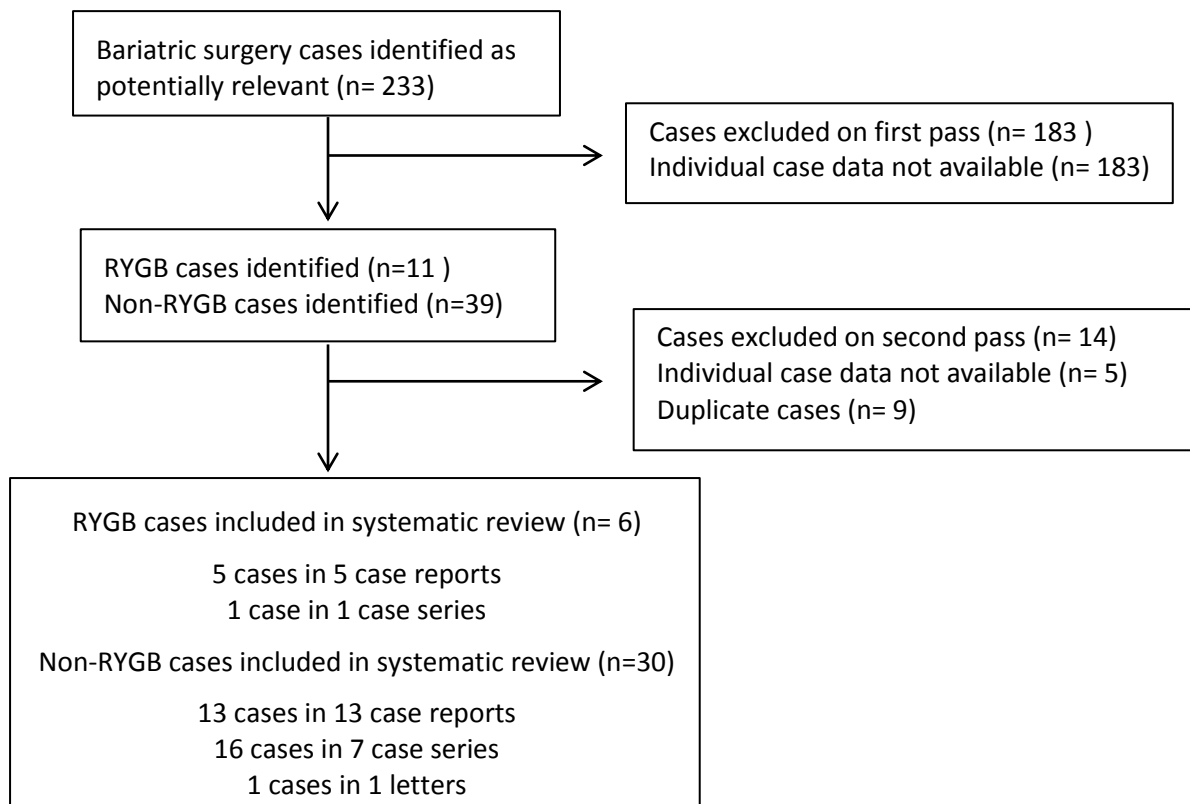 Bariatric surgery cases identified as
potentially relevant (n= 233)
Cases excluded on first pass (n= 183 )
Individual case data not available (n= 183)
RYGB cases identified (n=11 )
Non-RYGB cases identified (n=39)
Cases excluded on second pass (n= 14)
Individual case data not available (n= 5)
Duplicate cases (n= 9)
RYGB cases included in systematic review (n= 6)
5 cases in 5 case reports
1 case in 1 case series
Non-RYGB cases included in systematic review (n=30)
13 cases in 13 case reports
16 cases in 7 case series
1 cases in 1 letters